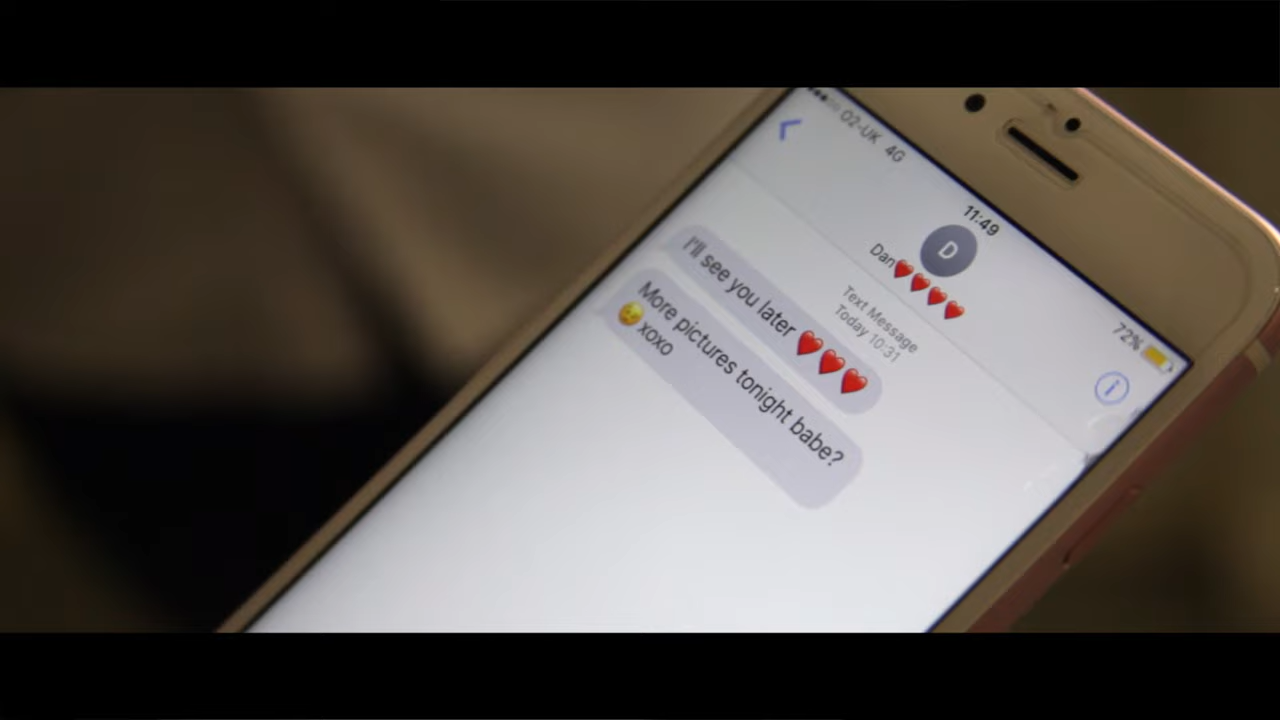 O2-UK 4G
11:49
72%
D
Dan❤️❤️❤️❤️
Text Message
Today 10:31
I'll see you later ❤️❤️❤️
More pictures tonight babe?
😉 xoxo